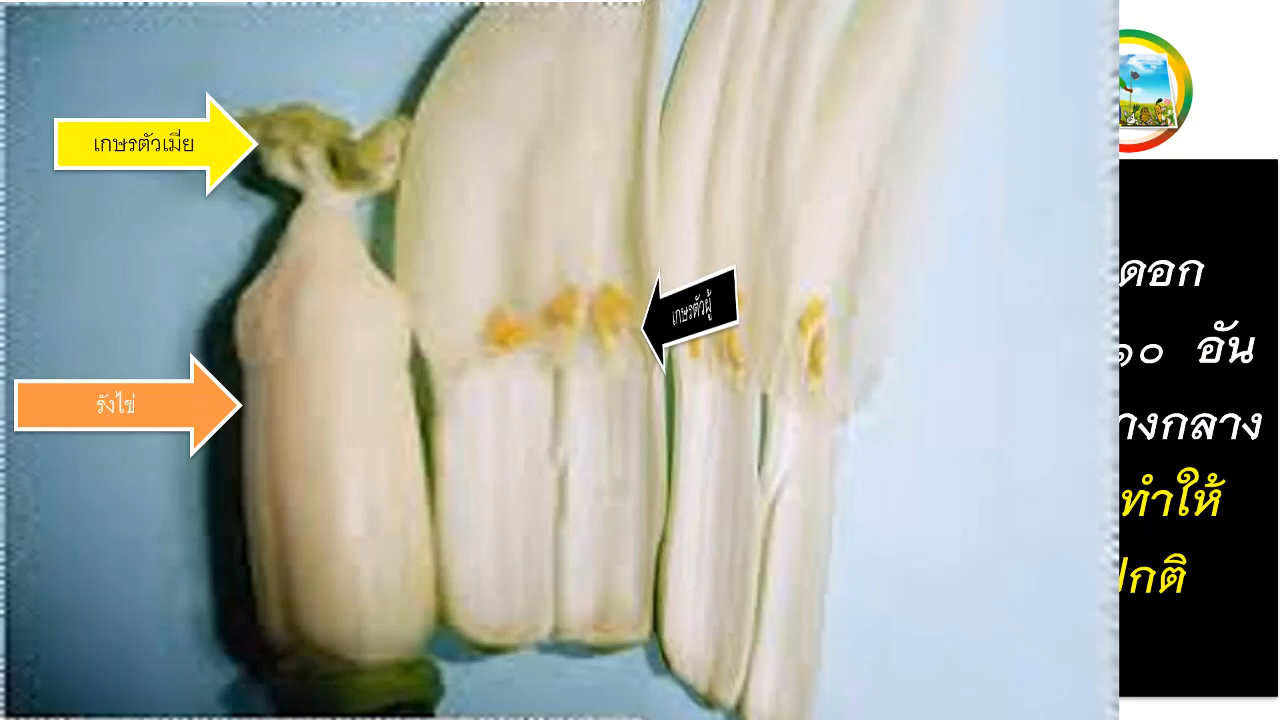 เกษรตัวเมีย
เกษรตัวผู้
รังไข่
ดอก
๑๐ อัน
กลาง
ทำให้
ปกติ